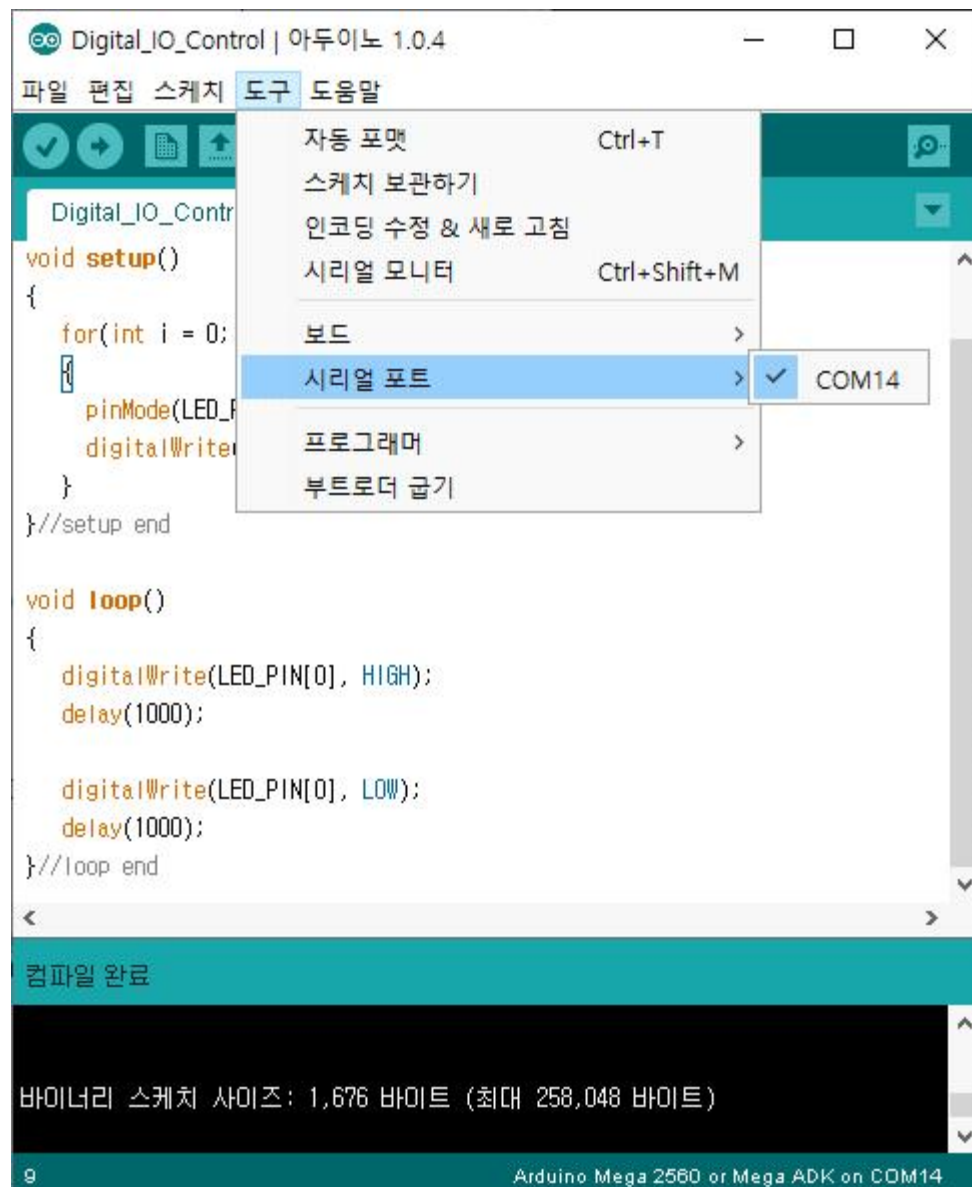 Digital_IO_Control | 아두이노 1.0.4
파일 편집 스케치 도구 도움말
자동 포맷 Ctrl+T
스케치 보관하기
인코딩 수정 & 새로 고침
시리얼 모니터 Ctrl+Shift+M
보드
시리얼 포트
COM14
프로그래머
부트로더 굽기
Digital_IO_Contr
void setup()
{
for(int i = 0;
{
pinMode(LED_P
digitalWrite(
}
}//setup end
void loop()
{
digitalWrite(LED_PIN[0], HIGH);
delay(1000);
digitalWrite(LED_PIN[0], LOW);
delay(1000);
}//loop end
컴파일 완료
바이너리 스케치 사이즈: 1,676 바이트 (최대 258,048 바이트)
9 Arduino Mega 2560 or Mega ADK on COM14